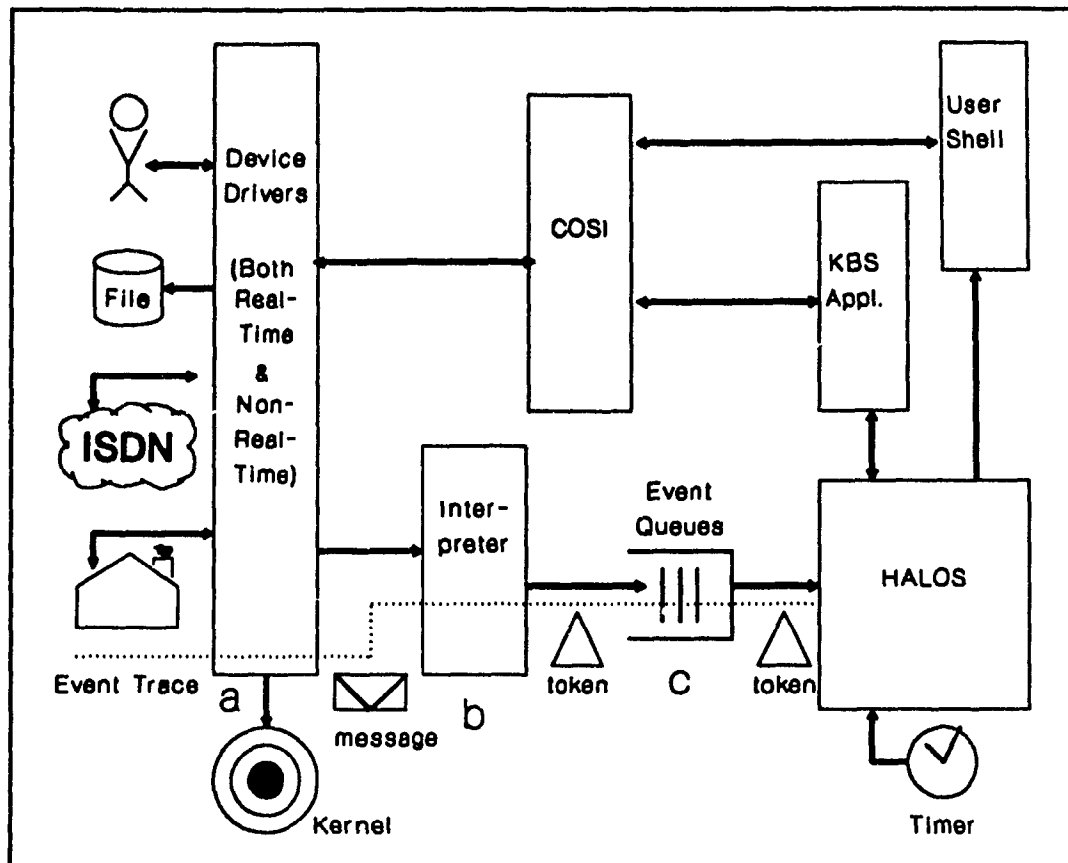 Device
Drivers
(Both
Real-
Time
&
Non-
Real-
Time)
File
ISDN
COSI
User
Shell
KBS
Appl.
Inter-
preter
Event
Queues
HALOS
Event Trace
a
message
b
token
c
token
Kernel
Timer